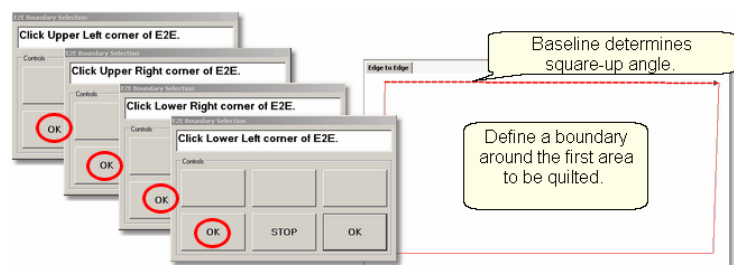 E2E Boundary Selection
Click Upper Left corner of E2E.
Controls
OK
E2E Boundary Selection
Click Upper Right corner of E2E.
Controls
OK
E2E Boundary Selection
Click Lower Right corner of E2E.
Controls
OK
E2E Boundary Selection
Click Lower Left corner of E2E.
Controls
OK STOP OK
Edge to Edge
Baseline determines
square-up angle.
Define a boundary
around the first area
to be quilted.